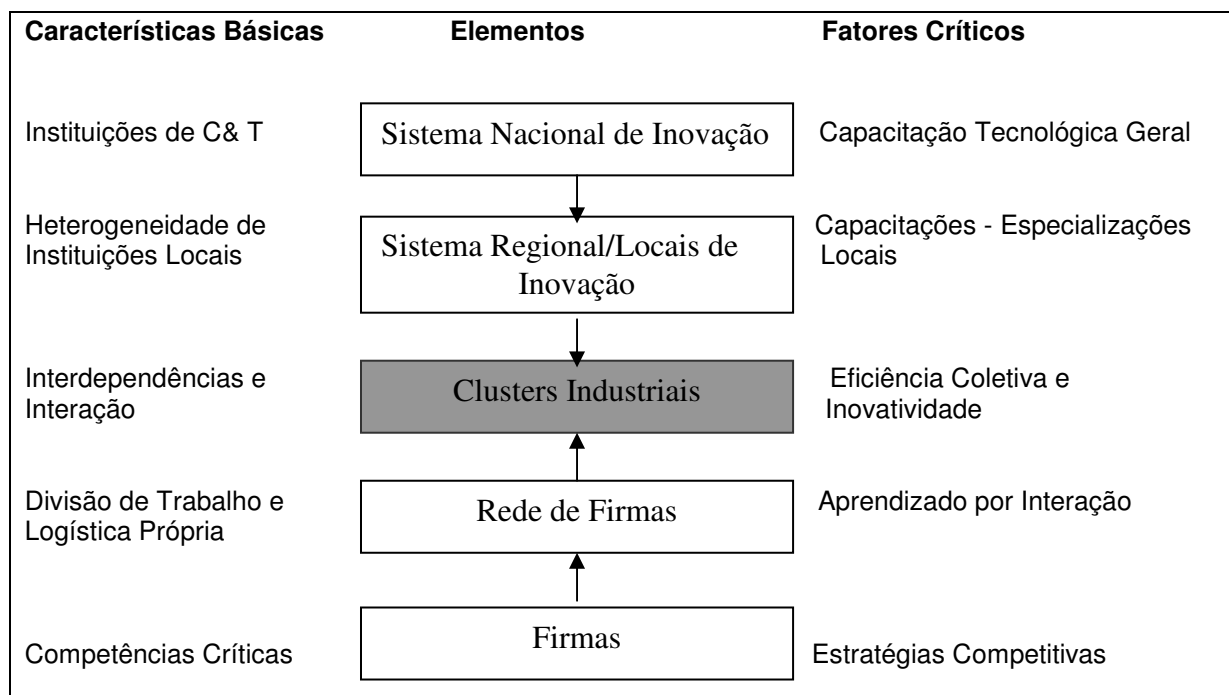 Características Básicas Elementos Fatores Críticos
Instituições de C& T
Sistema Nacional de Inovação
Capacitação Tecnológica Geral
Heterogeneidade de
Instituições Locais
Sistema Regional/Locais de
Inovação
Capacitações - Especializações
Locais
Interdependências e
Interação
Clusters Industriais
Eficiência Coletiva e
Inovatividade
Divisão de Trabalho e
Logística Própria
Rede de Firmas
Aprendizado por Interação
Competências Críticas
Firmas
Estratégias Competitivas